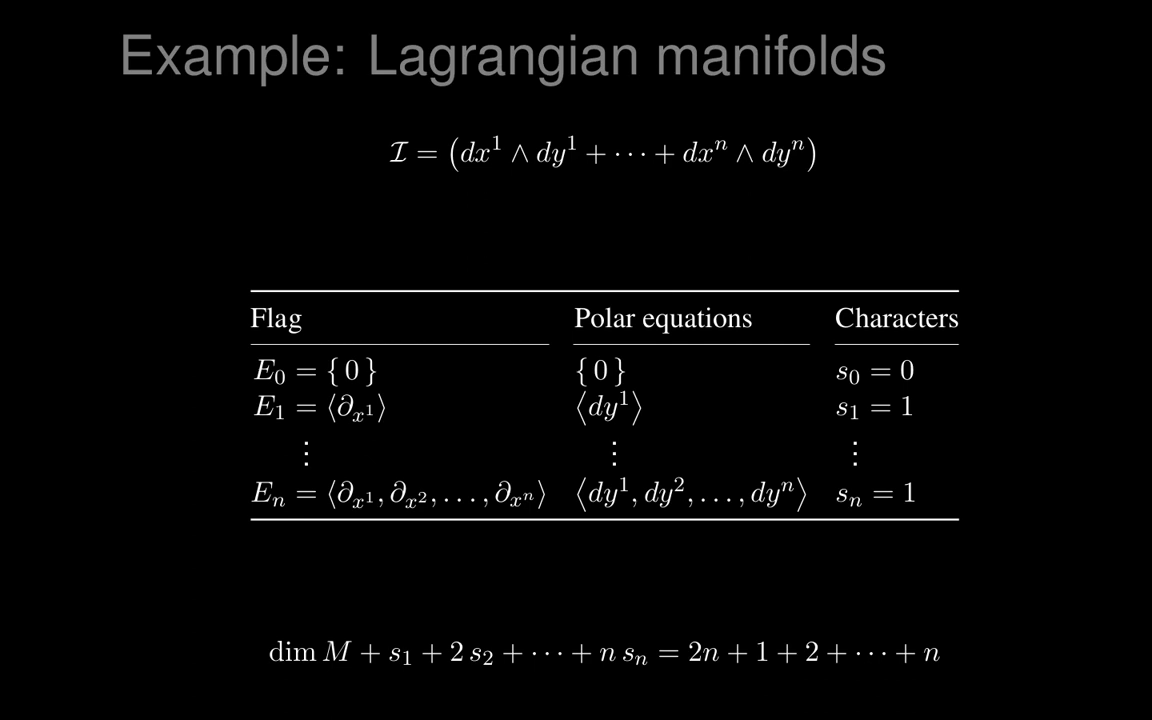 Example: Lagrangian manifolds
ℐ = (dx¹ ∧ dy¹ + ⋯ + dxⁿ ∧ dyⁿ)
Flag Polar equations Characters
E₀ = { 0 } { 0 } s₀ = 0
E₁ = ⟨∂_{x¹}⟩ ⟨dy¹⟩ s₁ = 1
⋮ ⋮ ⋮
Eₙ = ⟨∂_{x¹}, ∂_{x²}, . . . , ∂_{xⁿ}⟩ ⟨dy¹, dy², . . . , dyⁿ⟩ sₙ = 1
dim M + s₁ + 2 s₂ + ⋯ + n sₙ = 2n + 1 + 2 + ⋯ + n